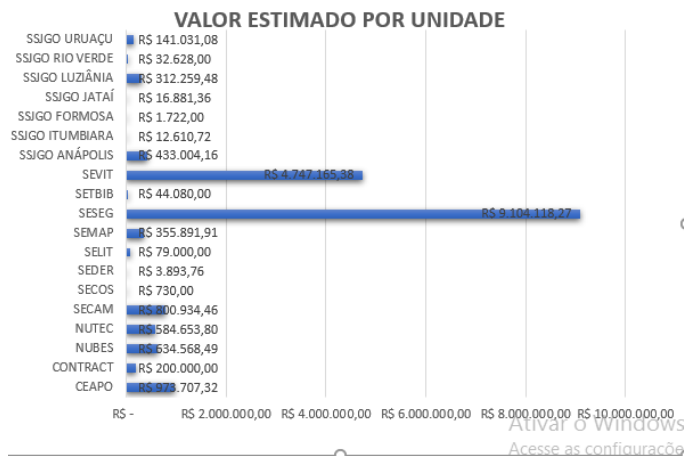 VALOR ESTIMADO POR UNIDADE
SSJGO URUAÇU R$ 141.031,08
SSJGO RIO VERDE R$ 32.628,00
SSJGO LUZIÂNIA R$ 312.259,48
SSJGO JATAÍ R$ 16.881,36
SSJGO FORMOSA R$ 1.722,00
SSJGO ITUMBIARA R$ 12.610,72
SSJGO ANÁPOLIS R$ 433.004,16
SEVIT R$ 4.747.165,38
SETBIB R$ 44.080,00
SESEG R$ 9.104.118,27
SEMAP R$ 355.891,91
SELIT R$ 79.000,00
SEDER R$ 3.893,76
SECOS R$ 730,00
SECAM R$ 800.934,46
NUTEC R$ 584.653,80
NUBES R$ 634.568,49
CONTRACT R$ 200.000,00
CEAPO R$ 973.707,32
R$ - R$ 2.000.000,00 R$ 4.000.000,00 R$ 6.000.000,00 R$ 8.000.000,00 R$ 10.000.000,00
Ativar o Windows
Acesse as configuraçõe